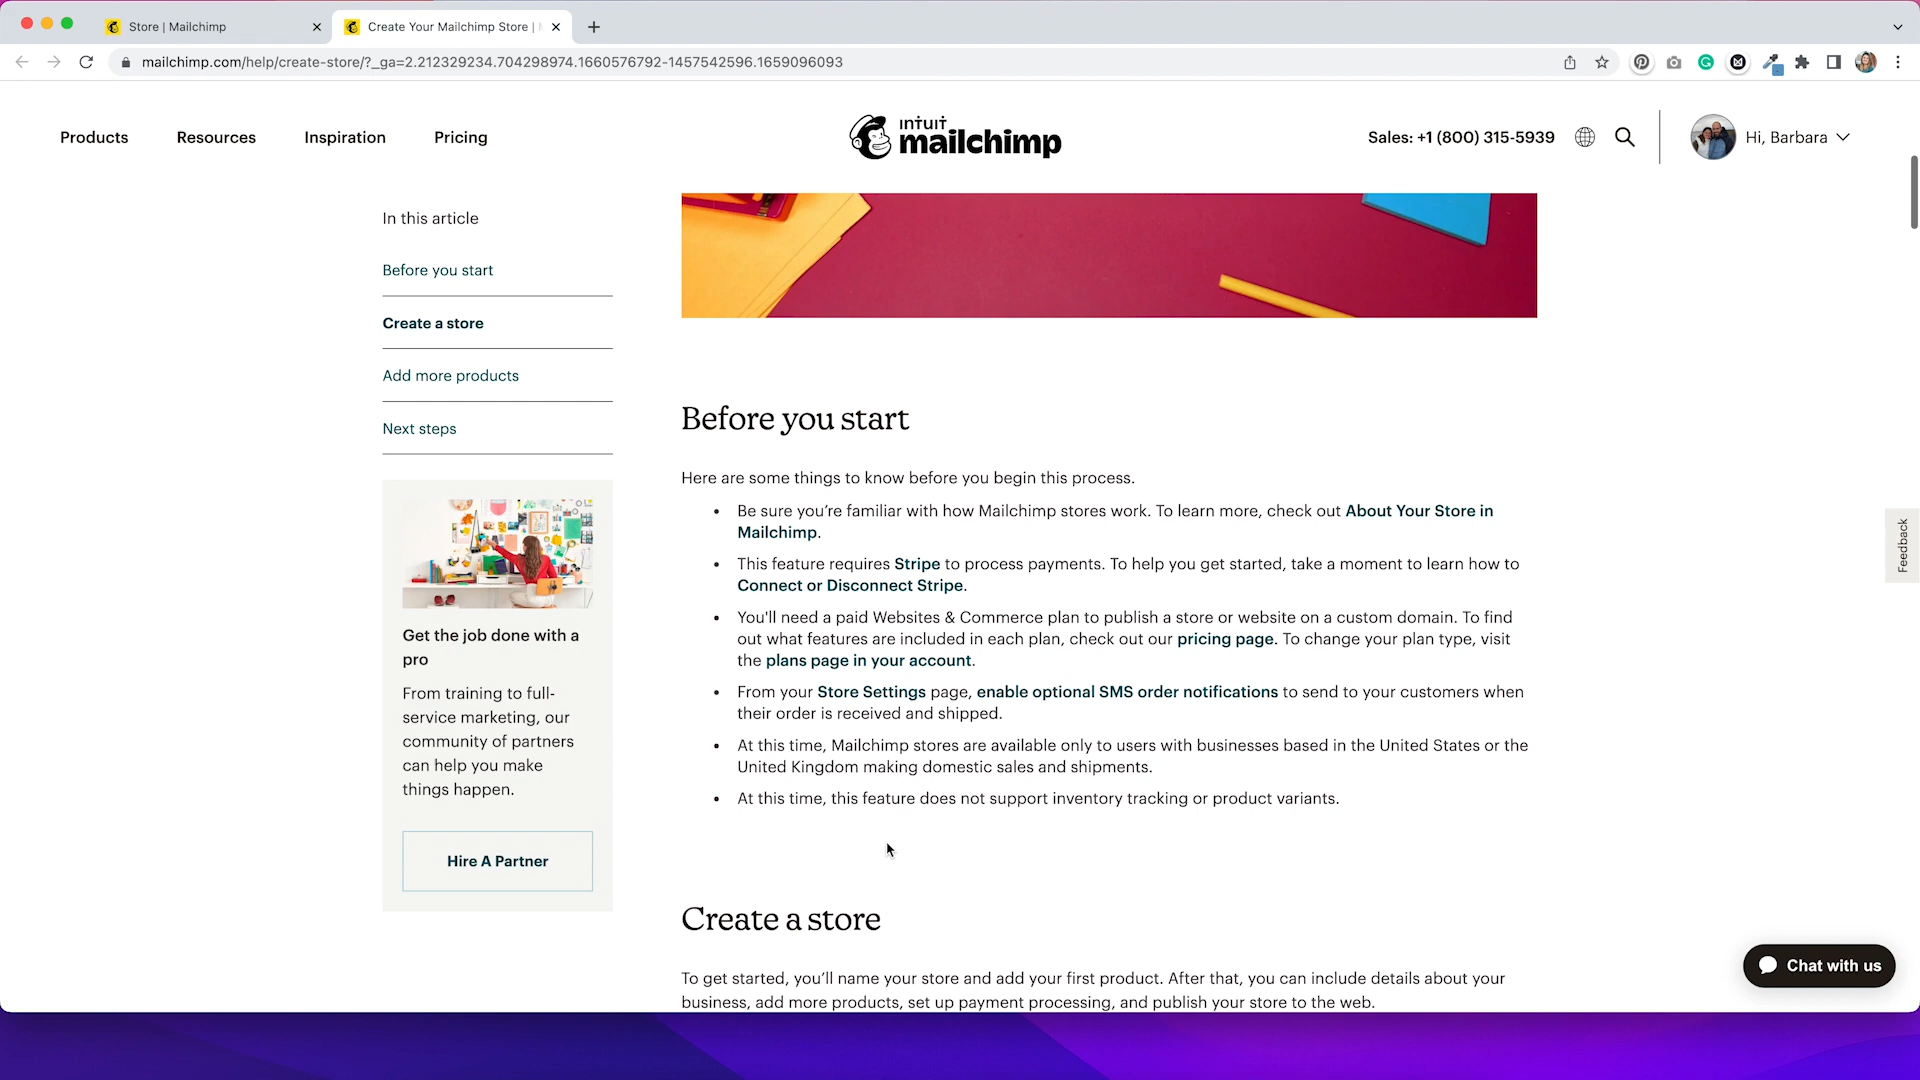 Store | Mailchimp
Create Your Mailchimp Store |
mailchimp.com/help/create-store/?_ga=2.212329234.704298974.1660576792-1457542596.1659096093
Products
Resources
Inspiration
Pricing
intuit
mailchimp
Sales: +1 (800) 315-5939
Hi, Barbara
In this article
Before you start
Create a store
Add more products
Next steps
Get the job done with a
pro
From training to full-
service marketing, our
community of partners
can help you make
things happen.
Hire A Partner
Before you start
Here are some things to know before you begin this process.
• Be sure you’re familiar with how Mailchimp stores work. To learn more, check out About Your Store in
Mailchimp.
• This feature requires Stripe to process payments. To help you get started, take a moment to learn how to
Connect or Disconnect Stripe.
• You'll need a paid Websites & Commerce plan to publish a store or website on a custom domain. To find
out what features are included in each plan, check out our pricing page. To change your plan type, visit
the plans page in your account.
• From your Store Settings page, enable optional SMS order notifications to send to your customers when
their order is received and shipped.
• At this time, Mailchimp stores are available only to users with businesses based in the United States or the
United Kingdom making domestic sales and shipments.
• At this time, this feature does not support inventory tracking or product variants.
Create a store
To get started, you’ll name your store and add your first product. After that, you can include details about your
business, add more products, set up payment processing, and publish your store to the web.
Feedback
Chat with us